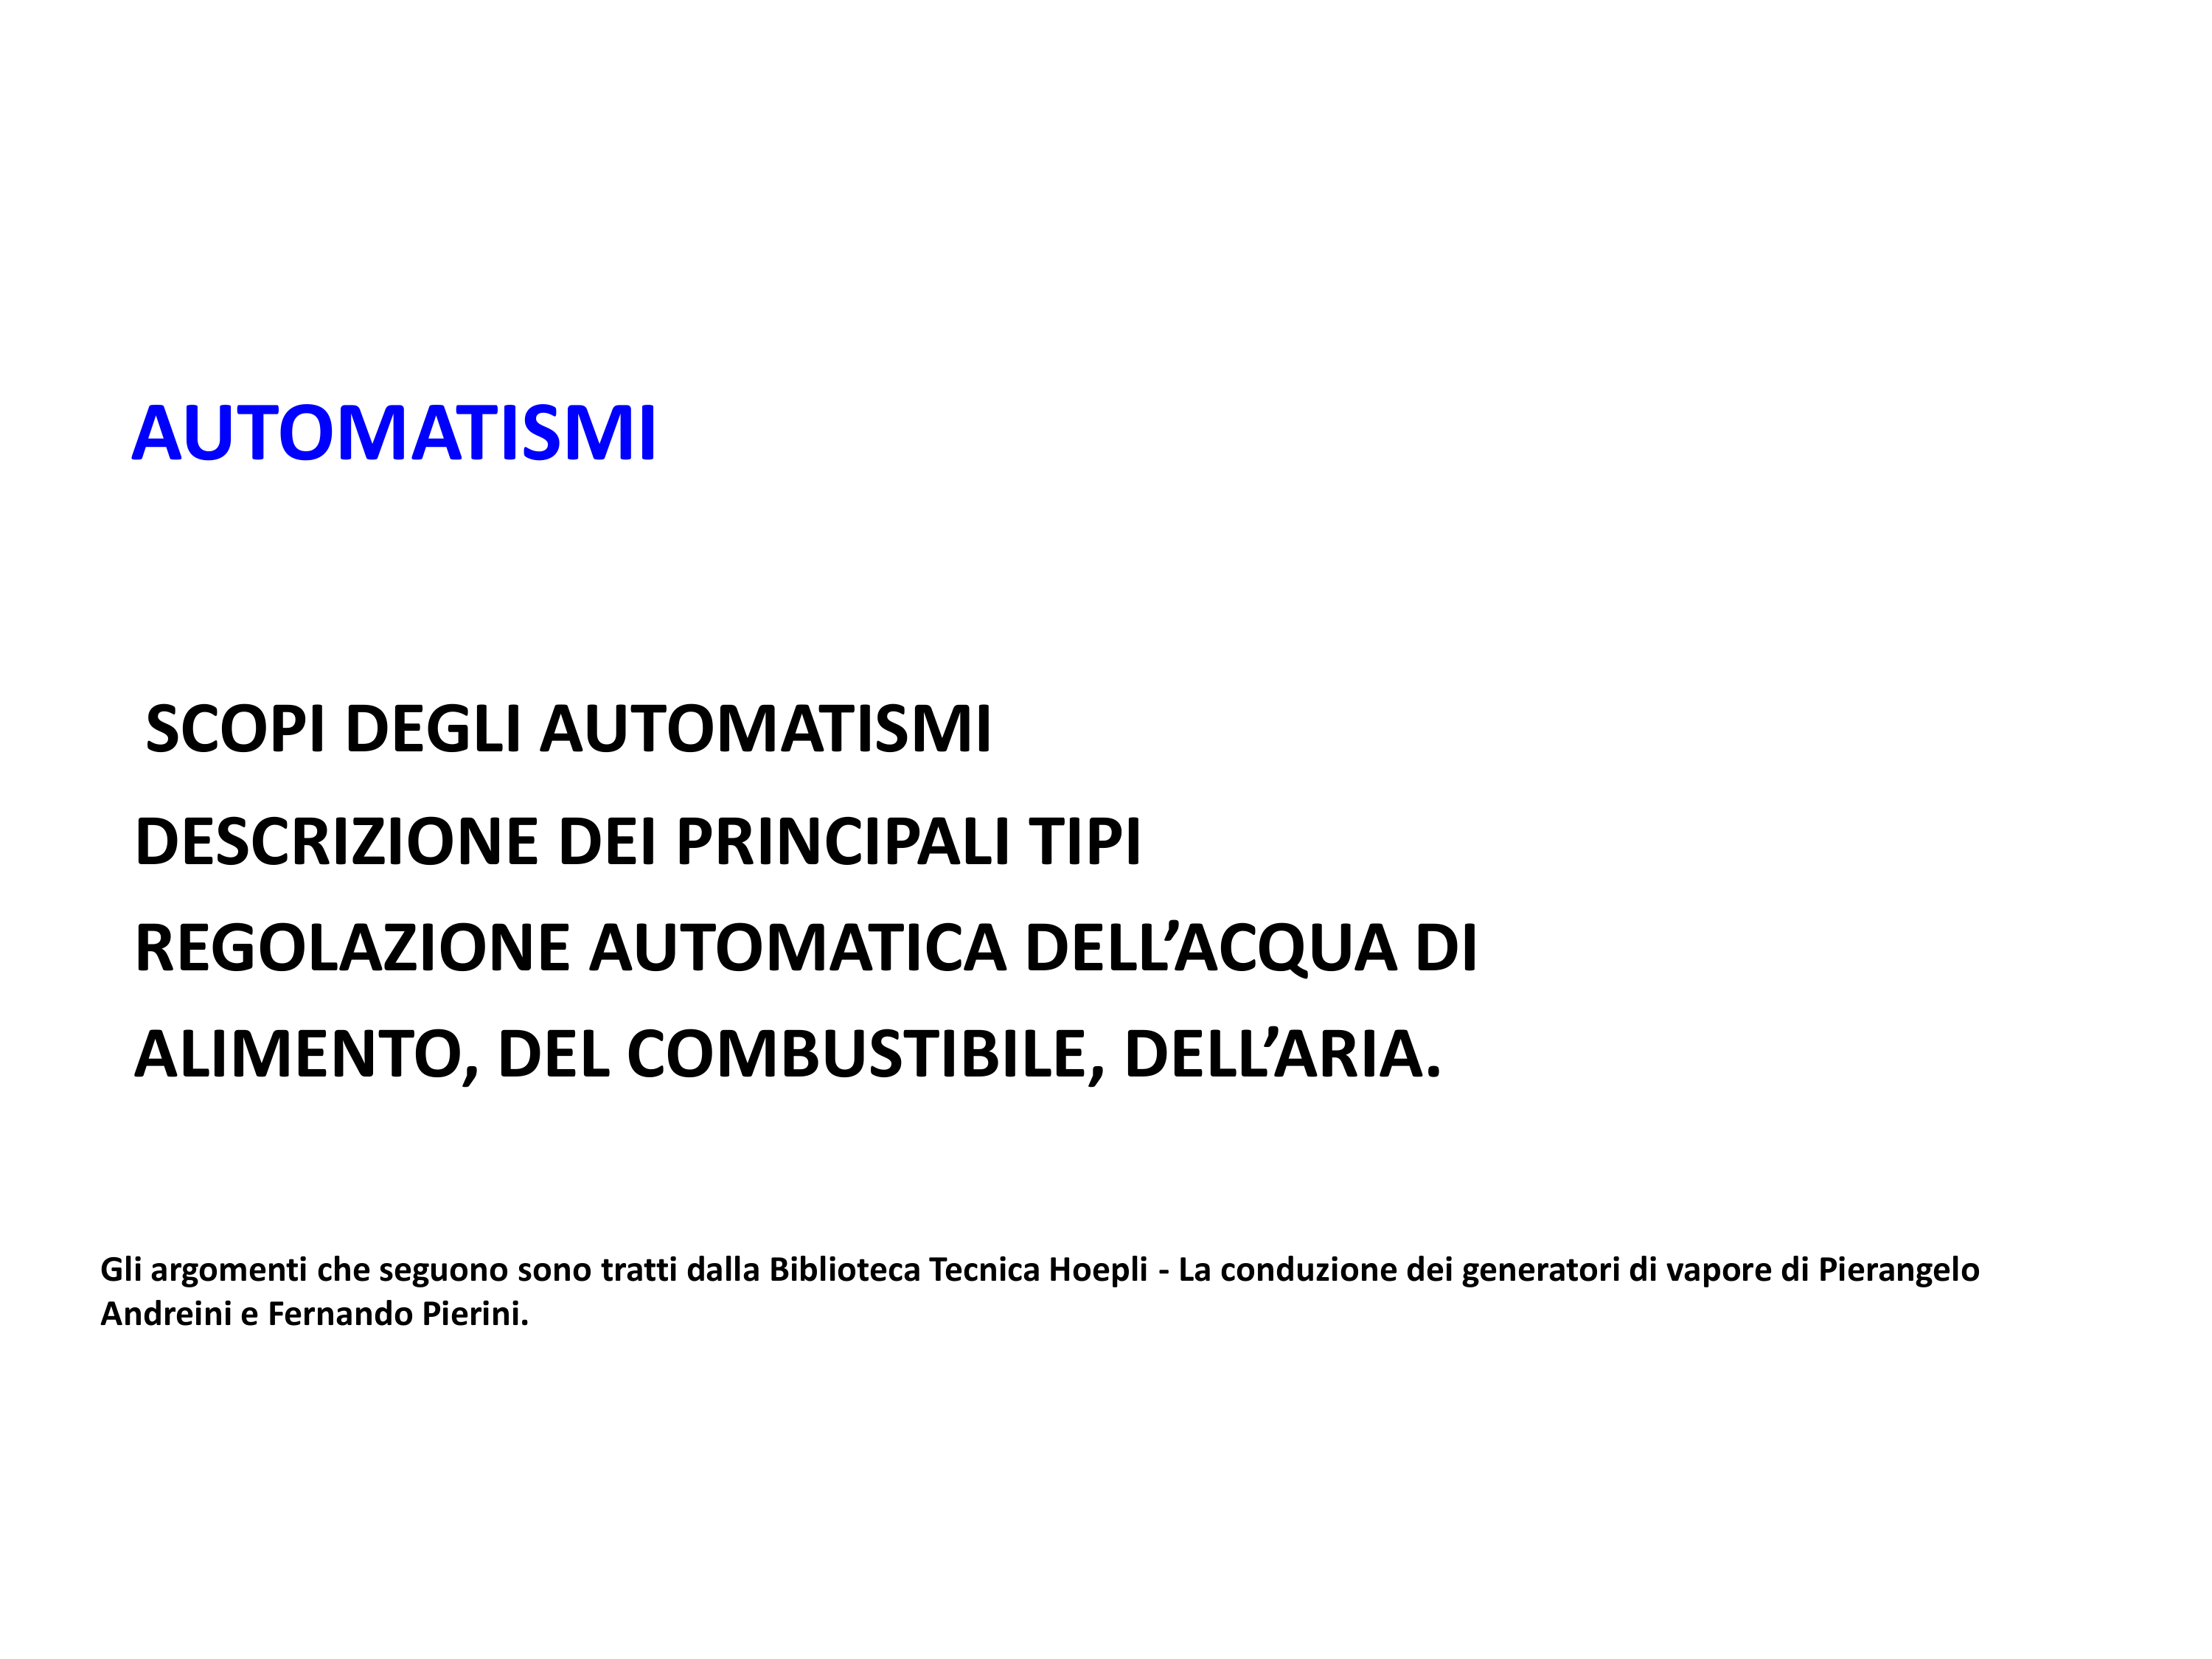 AUTOMATISMI
SCOPI DEGLI AUTOMATISMI
DESCRIZIONE DEI PRINCIPALI TIPI
REGOLAZIONE AUTOMATICA DELL’ACQUA DI
ALIMENTO, DEL COMBUSTIBILE, DELL’ARIA.
Gli argomenti che seguono sono tratti dalla Biblioteca Tecnica Hoepli - La conduzione dei generatori di vapore di Pierangelo
Andreini e Fernando Pierini.